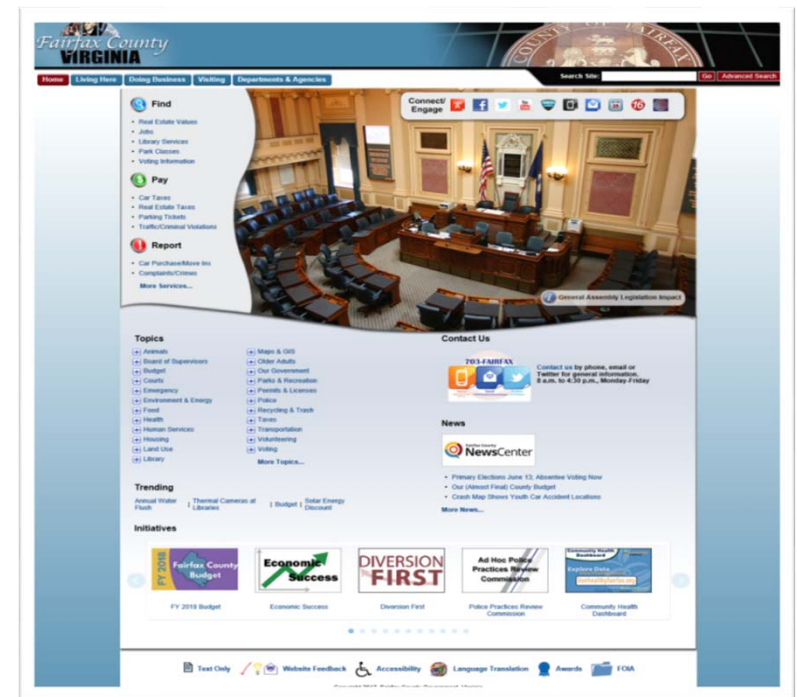 Fairfax County
VIRGINIA
COUNTY OF FAIRFAX
Home
Living Here
Doing Business
Visiting
Departments & Agencies
Search Site:
Go
Advanced Search
Find
• Real Estate Values
• Jobs
• Library Services
• Park Classes
• Voting Information
Pay
• Car Taxes
• Real Estate Taxes
• Parking Tickets
• Traffic/Criminal Violations
Report
• Car Purchase/Move Ins
• Complaints/Crimes
More Services...
Connect/
Engage
General Assembly Legislation Impact
Topics
Animals
Board of Supervisors
Budget
Courts
Emergency
Environment & Energy
Food
Health
Human Services
Housing
Land Use
Library
Maps & GIS
Older Adults
Our Government
Parks & Recreation
Permits & Licenses
Police
Recycling & Trash
Taxes
Transportation
Volunteering
Voting
More Topics...
Trending
Annual Water
Flush
| Thermal Cameras at
Libraries
| Budget |
Solar Energy
Discount
Contact Us
703-FAIRFAX
Contact us by phone, email or
Twitter for general information.
8 a.m. to 4:30 p.m., Monday-Friday
News
Fairfax County
NewsCenter
• Primary Elections June 13; Absentee Voting Now
• Our (Almost Final) County Budget
• Crash Map Shows Youth Car Accident Locations
More News...
Initiatives
FY 2018
Fairfax County
Budget
FY 2018 Budget
Economic
Success
Economic Success
DIVERSION
FIRST
Diversion First
Ad Hoc Police
Practices Review
Commission
Police Practices Review
Commission
Community Health
Dashboard
Explore Data
livehealthyfairfax.org
Community Health
Dashboard
Text Only
Website Feedback
Accessibility
Language Translation
Awards
FOIA